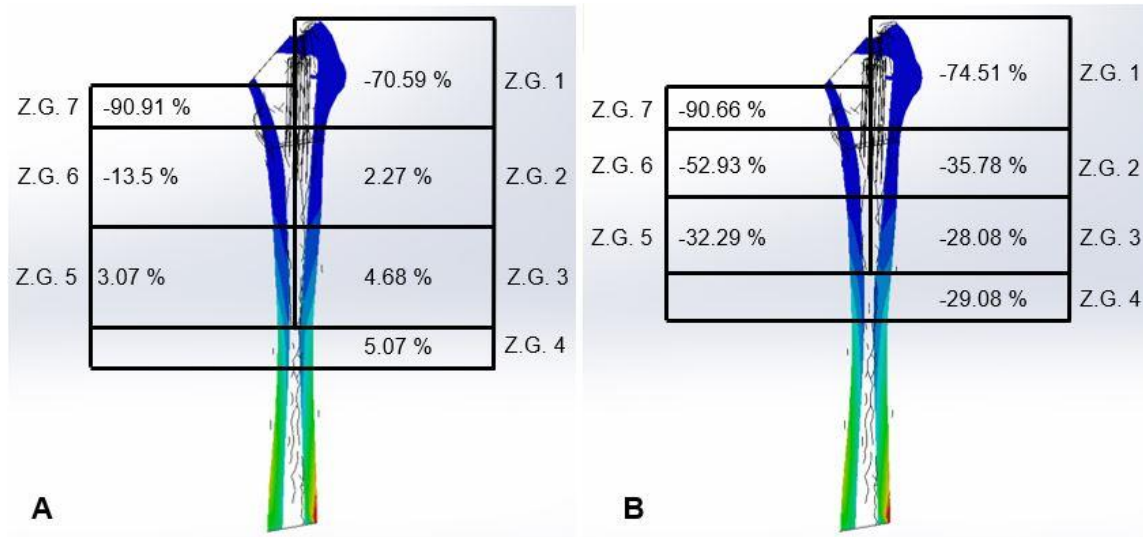 -70.59 %
Z.G. 1
Z.G. 7
-90.91 %
Z.G. 6
-13.5 %
2.27 %
Z.G. 2
Z.G. 5
3.07 %
4.68 %
Z.G. 3
5.07 %
Z.G. 4
A
-74.51 %
Z.G. 1
Z.G. 7
-90.66 %
Z.G. 6
-52.93 %
-35.78 %
Z.G. 2
Z.G. 5
-32.29 %
-28.08 %
Z.G. 3
-29.08 %
Z.G. 4
B